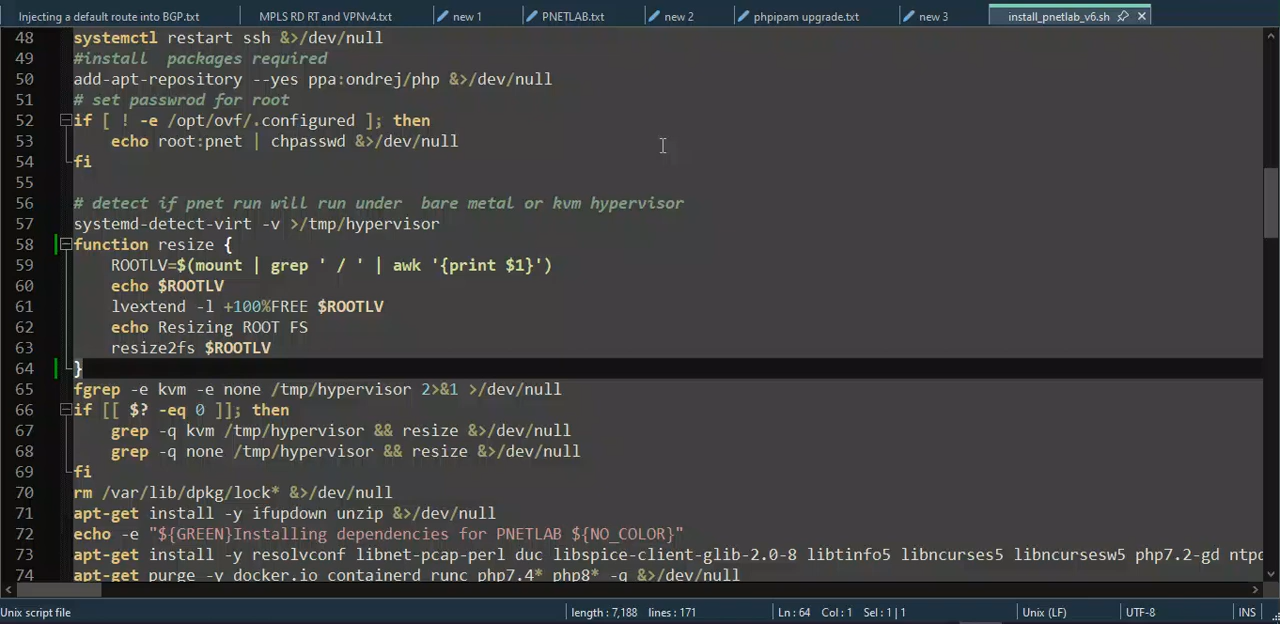 Injecting a default route into BGP.txt MPLS RD RT and VPNv4.txt new 1 PNETLAB.txt new 2 phpipam upgrade.txt new 3 install_pnetlab_v6.sh
48 systemctl restart ssh &>/dev/null
49 #install  packages required
50 add-apt-repository --yes ppa:ondrej/php &>/dev/null
51 # set passwrod for root
52 if [ ! -e /opt/ovf/.configured ]; then
53 echo root:pnet | chpasswd &>/dev/null
54 fi
55
56 # detect if pnet run will run under  bare metal or kvm hypervisor
57 systemd-detect-virt -v >/tmp/hypervisor
58 function resize {
59 ROOTLV=$(mount | grep ' / ' | awk '{print $1}')
60 echo $ROOTLV
61 lvextend -l +100%FREE $ROOTLV
62 echo Resizing ROOT FS
63 resize2fs $ROOTLV
64 }
65 fgrep -e kvm -e none /tmp/hypervisor 2>&1 >/dev/null
66 if [[ $? -eq 0 ]]; then
67 grep -q kvm /tmp/hypervisor && resize &>/dev/null
68 grep -q none /tmp/hypervisor && resize &>/dev/null
69 fi
70 rm /var/lib/dpkg/lock* &>/dev/null
71 apt-get install -y ifupdown unzip &>/dev/null
72 echo -e "${GREEN}Installing dependencies for PNETLAB ${NO_COLOR}"
73 apt-get install -y resolvconf libnet-pcap-perl duc libspice-client-glib-2.0-8 libtinfo5 libncurses5 libncursesw5 php7.2-gd ntpd
74 apt-get purge -y docker.io containerd runc php7.4* php8* -q &>/dev/null
Unix script file length : 7,188 lines : 171 Ln : 64 Col : 1 Sel : 1 | 1 Unix (LF) UTF-8 INS